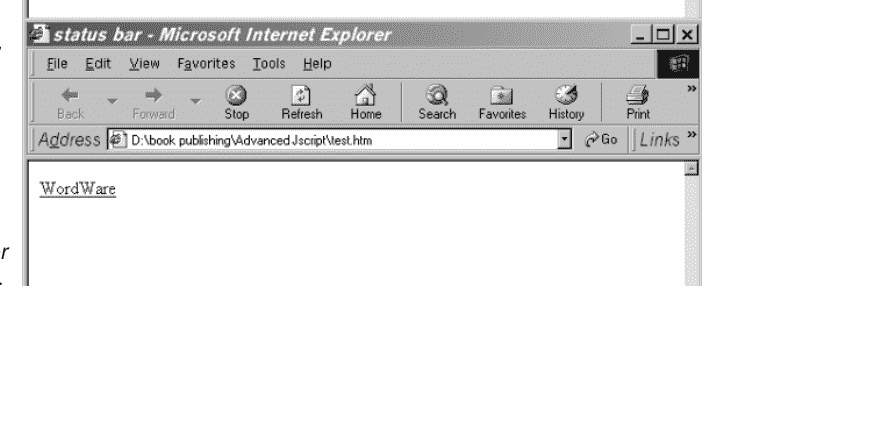 status bar - Microsoft Internet Explorer
File Edit View Favorites Tools Help
Back Forward Stop Refresh Home Search Favorites History Print »
Address D:\book publishing\Advanced Jscript\test.htm Go Links »
WordWare